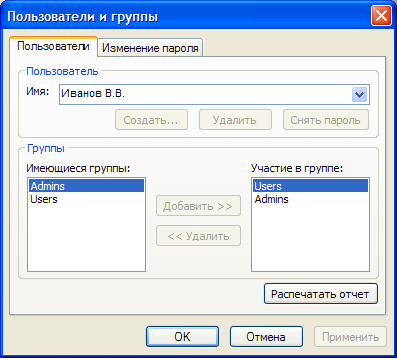 Пользователи и группы
Пользователи Изменение пароля
Пользователь
Имя: Иванов В.В.
Создать... Удалить Снять пароль
Группы
Имеющиеся группы: Участие в группе:
Admins Users
Users Admins
Добавить >>
<< Удалить
Распечатать отчет
ОК Отмена Применить